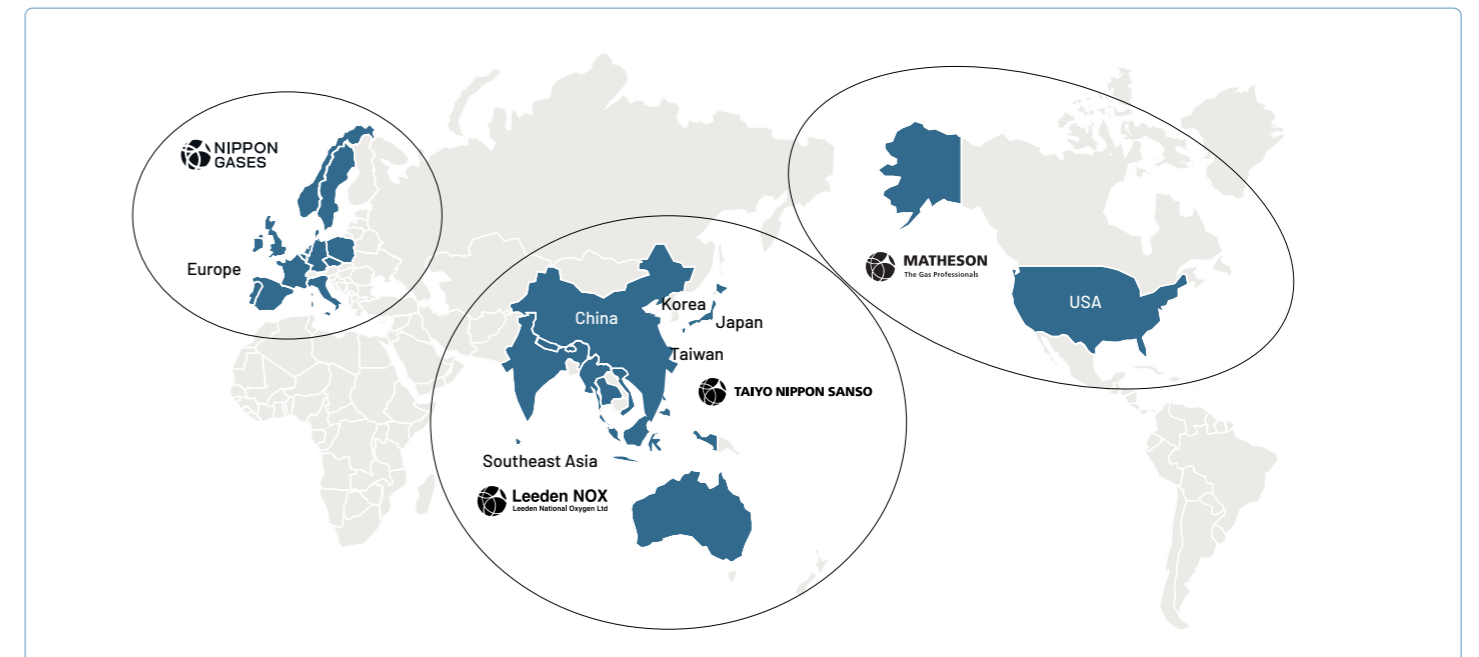 NIPPON
GASES
Europe
MATHESON
The Gas Professionals
USA
China
Korea
Japan
Taiwan
TAIYO NIPPON SANSO
Southeast Asia
Leeden NOX
Leeden National Oxygen Ltd